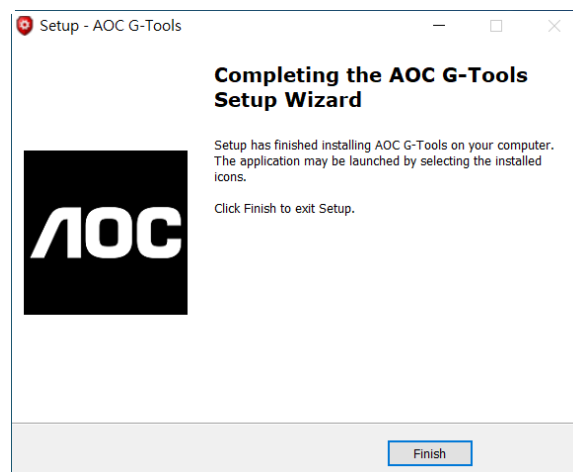 Setup - AOC G-Tools
Completing the AOC G-Tools
Setup Wizard
Setup has finished installing AOC G-Tools on your computer.
The application may be launched by selecting the installed
icons.
Click Finish to exit Setup.
AOC
Finish